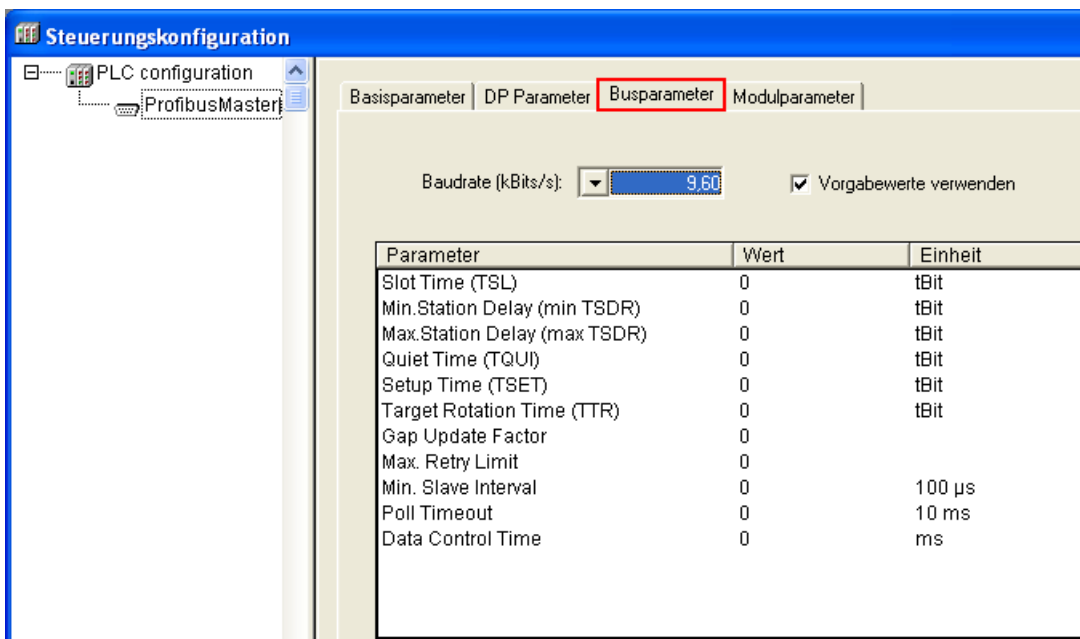 Steuerungskonfiguration
PLC configuration
ProfibusMaster
Basisparameter DP Parameter Busparameter Modulparameter
Baudrate (kBits/s): 9,60 Vorgabewerte verwenden
Parameter Wert Einheit
Slot Time (TSL) 0 tBit
Min.Station Delay (min TSDR) 0 tBit
Max.Station Delay (max TSDR) 0 tBit
Quiet Time (TQUI) 0 tBit
Setup Time (TSET) 0 tBit
Target Rotation Time (TTR) 0 tBit
Gap Update Factor 0
Max. Retry Limit 0
Min. Slave Interval 0 100 µs
Poll Timeout 0 10 ms
Data Control Time 0 ms